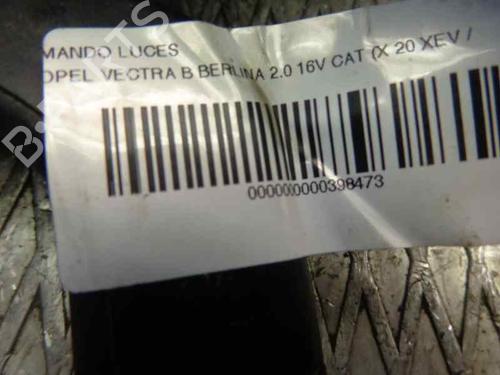 MANDO LUCES
OPEL VECTRA B BERLINA 2.0 16V CAT (X 20 XEV /
0000000000398473